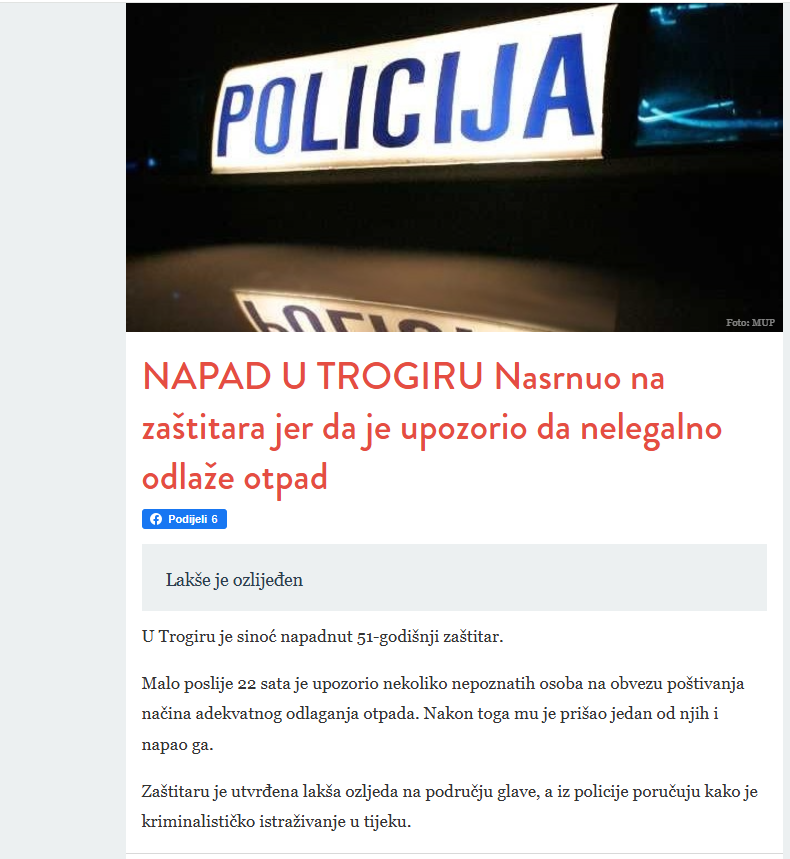 POLICIJA
Foto: MUP
NAPAD U TROGIRU Nasrnuo na
zaštitara jer da je upozorio da nelegalno
odlaže otpad
Podijeli 6
Lakše je ozlijeđen
U Trogiru je sinoć napadnut 51-godišnji zaštitar.
Malo poslije 22 sata je upozorio nekoliko nepoznatih osoba na obvezu poštivanja
načina adekvatnog odlaganja otpada. Nakon toga mu je prišao jedan od njih i
napao ga.
Zaštitaru je utvrđena lakša ozljeda na području glave, a iz policije poručuju kako je
kriminalističko istraživanje u tijeku.